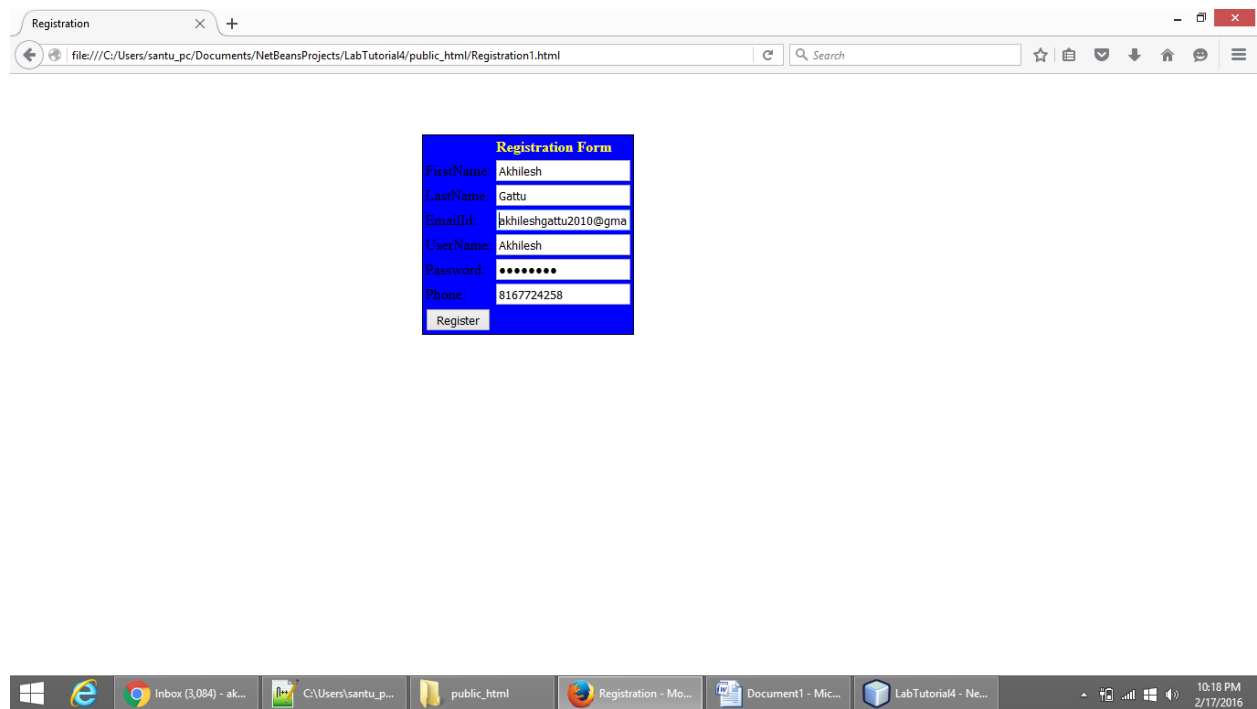 Registration
file:///C:/Users/santu_pc/Documents/NetBeansProjects/LabTutorial4/public_html/Registration1.html
Search
Registration Form
FirstName: Akhilesh
LastName: Gattu
EmailId: akhileshgattu2010@gma
UserName: Akhilesh
Password: ●●●●●●●●
Phone: 8167724258
Register
Inbox (3,084) - ak... C:\Users\santu_p... public_html Registration - Mo... Document1 - Mic... LabTutorial4 - Ne... 10:18 PM
2/17/2016